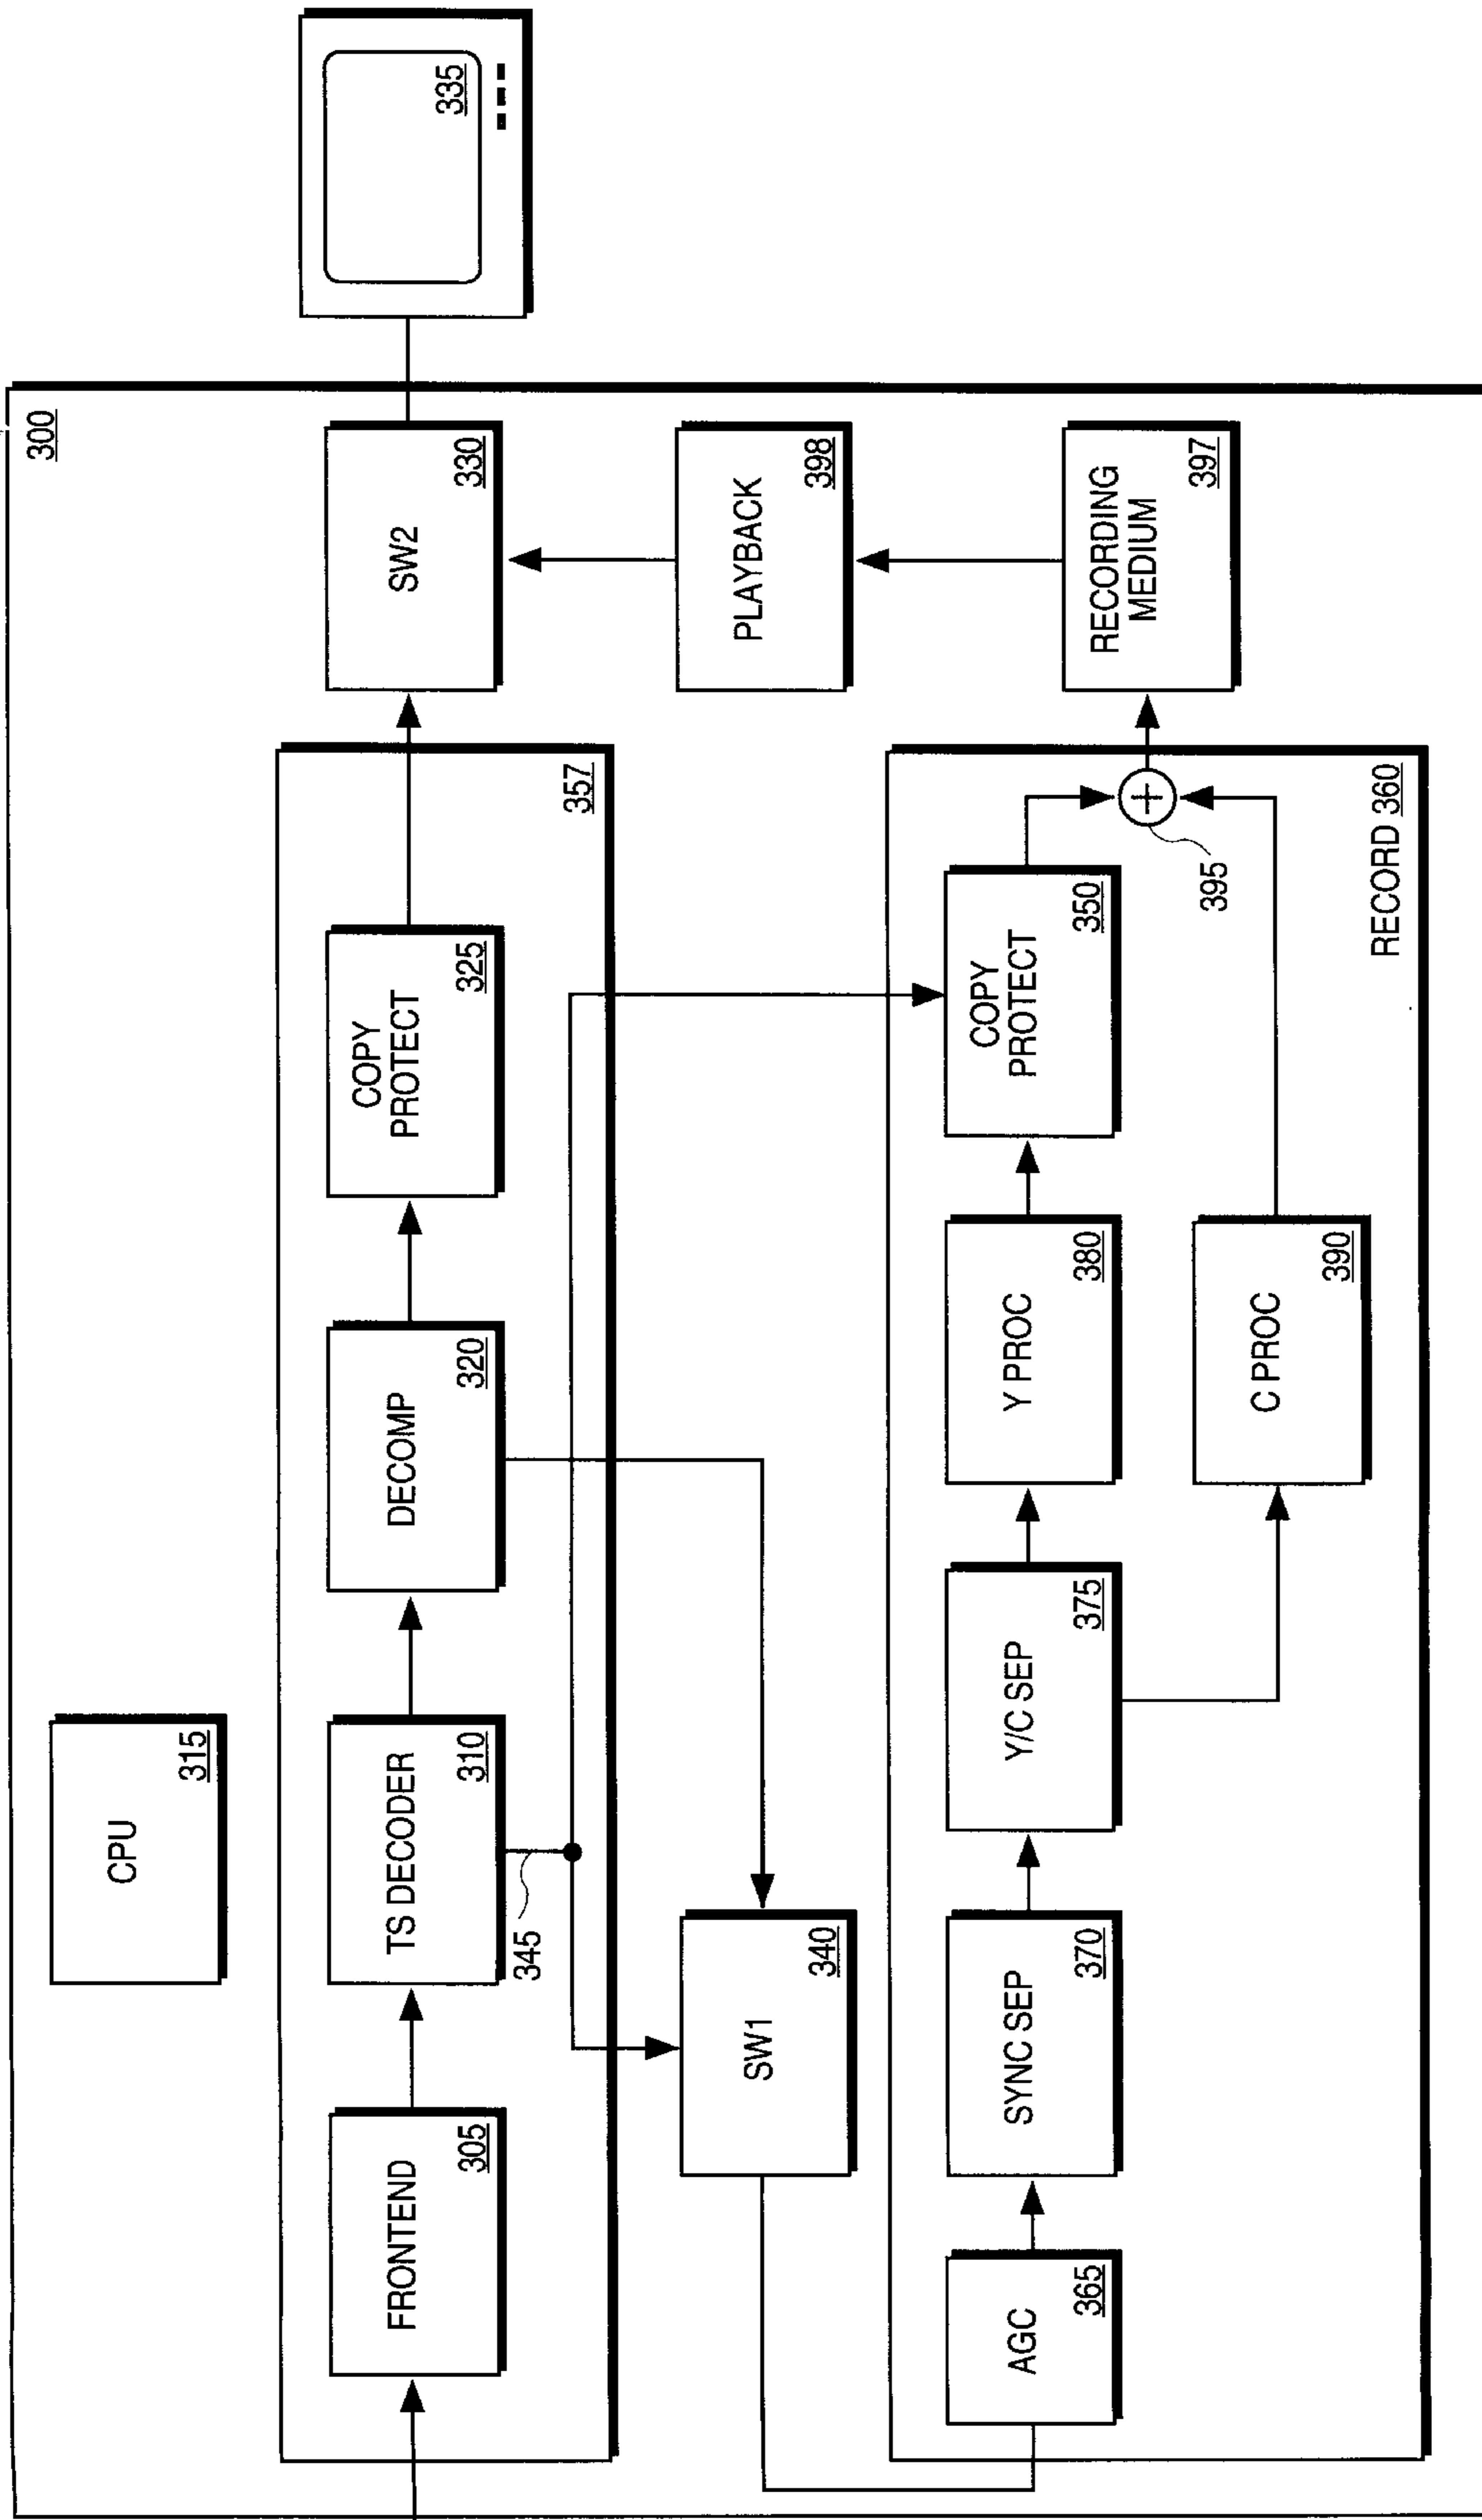 300
CPU
315
FRONTEND
305
TS DECODER
310
DECOMP
320
COPY
PROTECT
325
357
SW2
330
335
345
SW1
340
PLAYBACK
398
AGC
365
SYNC SEP
370
Y/C SEP
375
Y PROC
380
COPY
PROTECT
350
395
RECORDING
MEDIUM
397
C PROC
390
RECORD 360